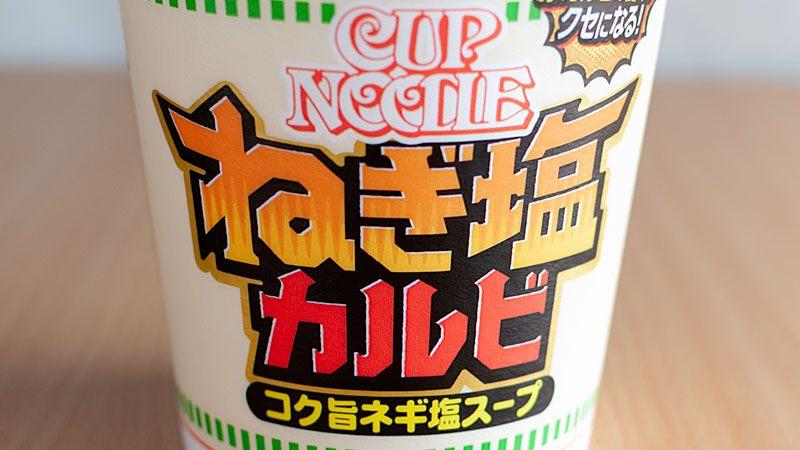 CUP
NOODLE
クセになる!
ねぎ塩
カルビ
コク旨ネギ塩スープ